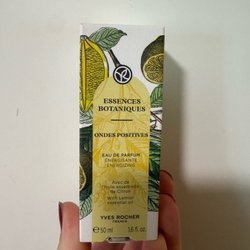 YR
ESSENCES
BOTANIQUES
ONDES POSITIVES
EAU DE PARFUM
ÉNERGISANTE
ENERGIZING
Avec de
l'huile essentielle
de Citron
With Lemon
essential oil
YVES ROCHER
FRANCE
℮ 50 ml 1.6 fl.oz.